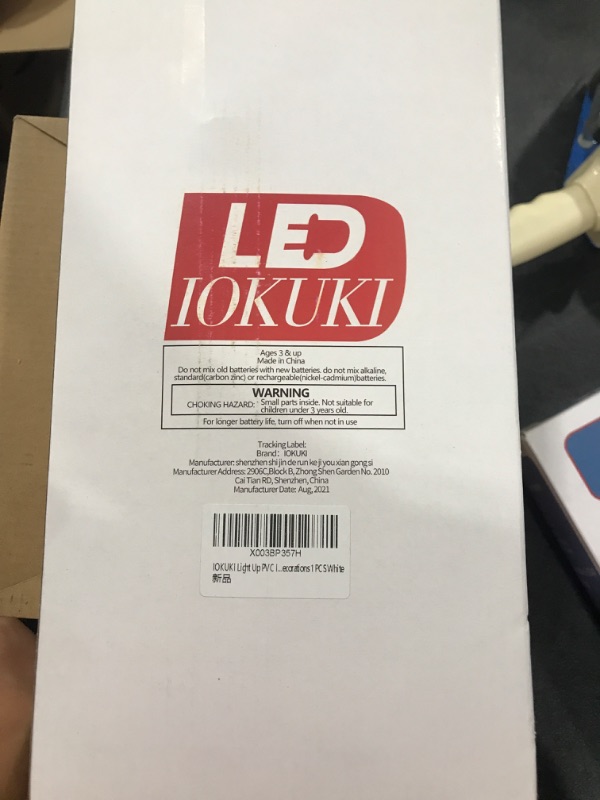 LED
IOKUKI
Ages 3 & up
Made in China
Do not mix old batteries with new batteries. do not mix alkaline,
standard(carbon zinc) or rechargeable(nickel-cadmium)batteries.
WARNING
CHOKING HAZARD: Small parts inside. Not suitable for
children under 3 years old.
For longer battery life, turn off when not in use
Tracking Label:
Brand: IOKUKI
Manufacturer: shenzhen shi jin de run ke ji you xian gong si
Manufacturer Address: 2906C,Block B, Zhong Shen Garden No. 2010
Cai Tian RD, Shenzhen, China
Manufacturer Date: Aug, 2021
X003BP357H
IOKUKI Light Up PVC I...ecorations 1 PCS White
新品